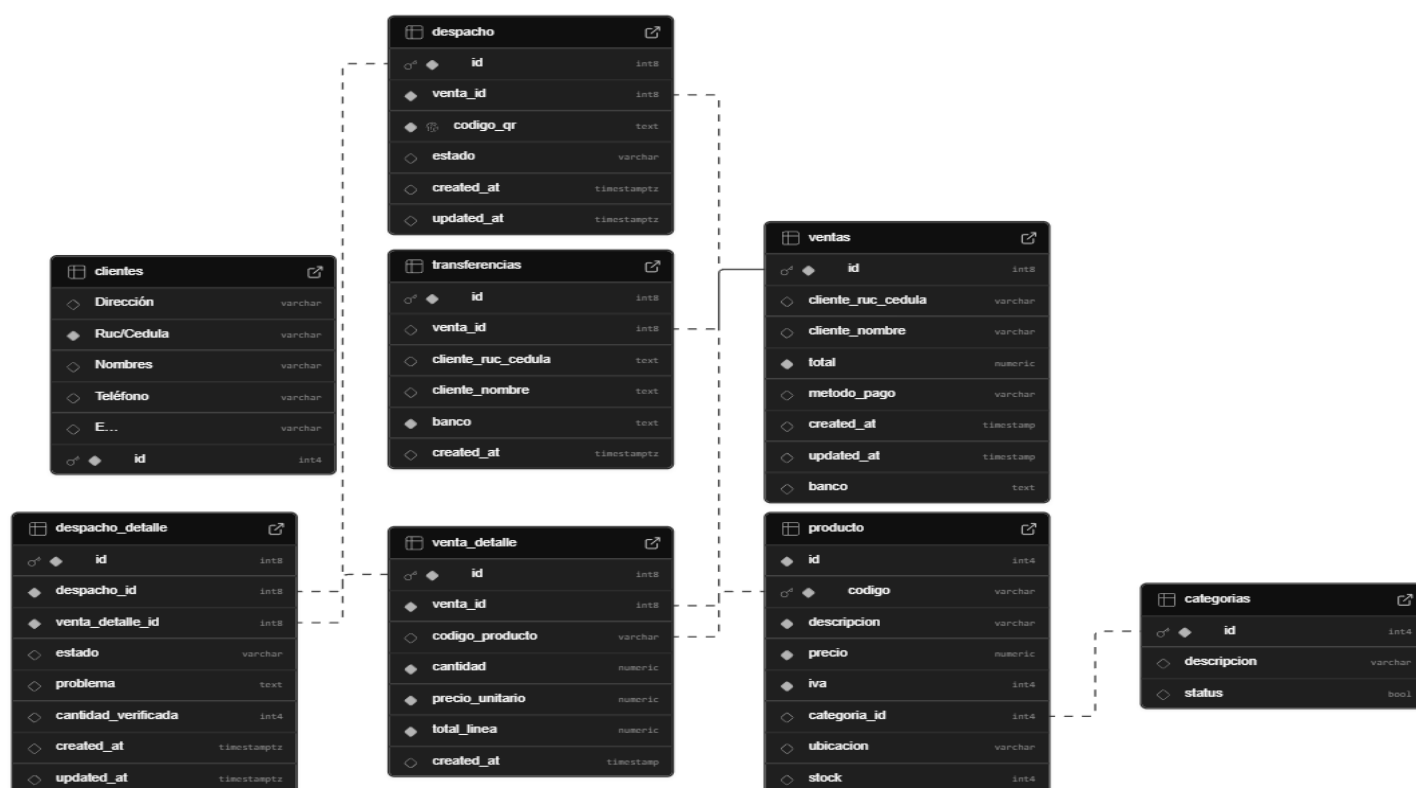 despacho
id int8
venta_id int8
codigo_qr text
estado varchar
created_at timestamptz
updated_at timestamptz
clientes
Dirección varchar
Ruc/Cedula varchar
Nombres varchar
Teléfono varchar
E... varchar
id int4
transferencias
id int8
venta_id int8
cliente_ruc_cedula text
cliente_nombre text
banco text
created_at timestamptz
ventas
id int8
cliente_ruc_cedula varchar
cliente_nombre varchar
total numeric
metodo_pago varchar
created_at timestamp
updated_at timestamp
banco text
despacho_detalle
id int8
despacho_id int8
venta_detalle_id int8
estado varchar
problema text
cantidad_verificada int4
created_at timestamptz
updated_at timestamptz
venta_detalle
id int8
venta_id int8
codigo_producto varchar
cantidad numeric
precio_unitario numeric
total_linea numeric
created_at timestamp
producto
id int4
codigo varchar
descripcion varchar
precio numeric
iva int4
categoria_id int4
ubicacion varchar
stock int4
categorias
id int4
descripcion varchar
status bool